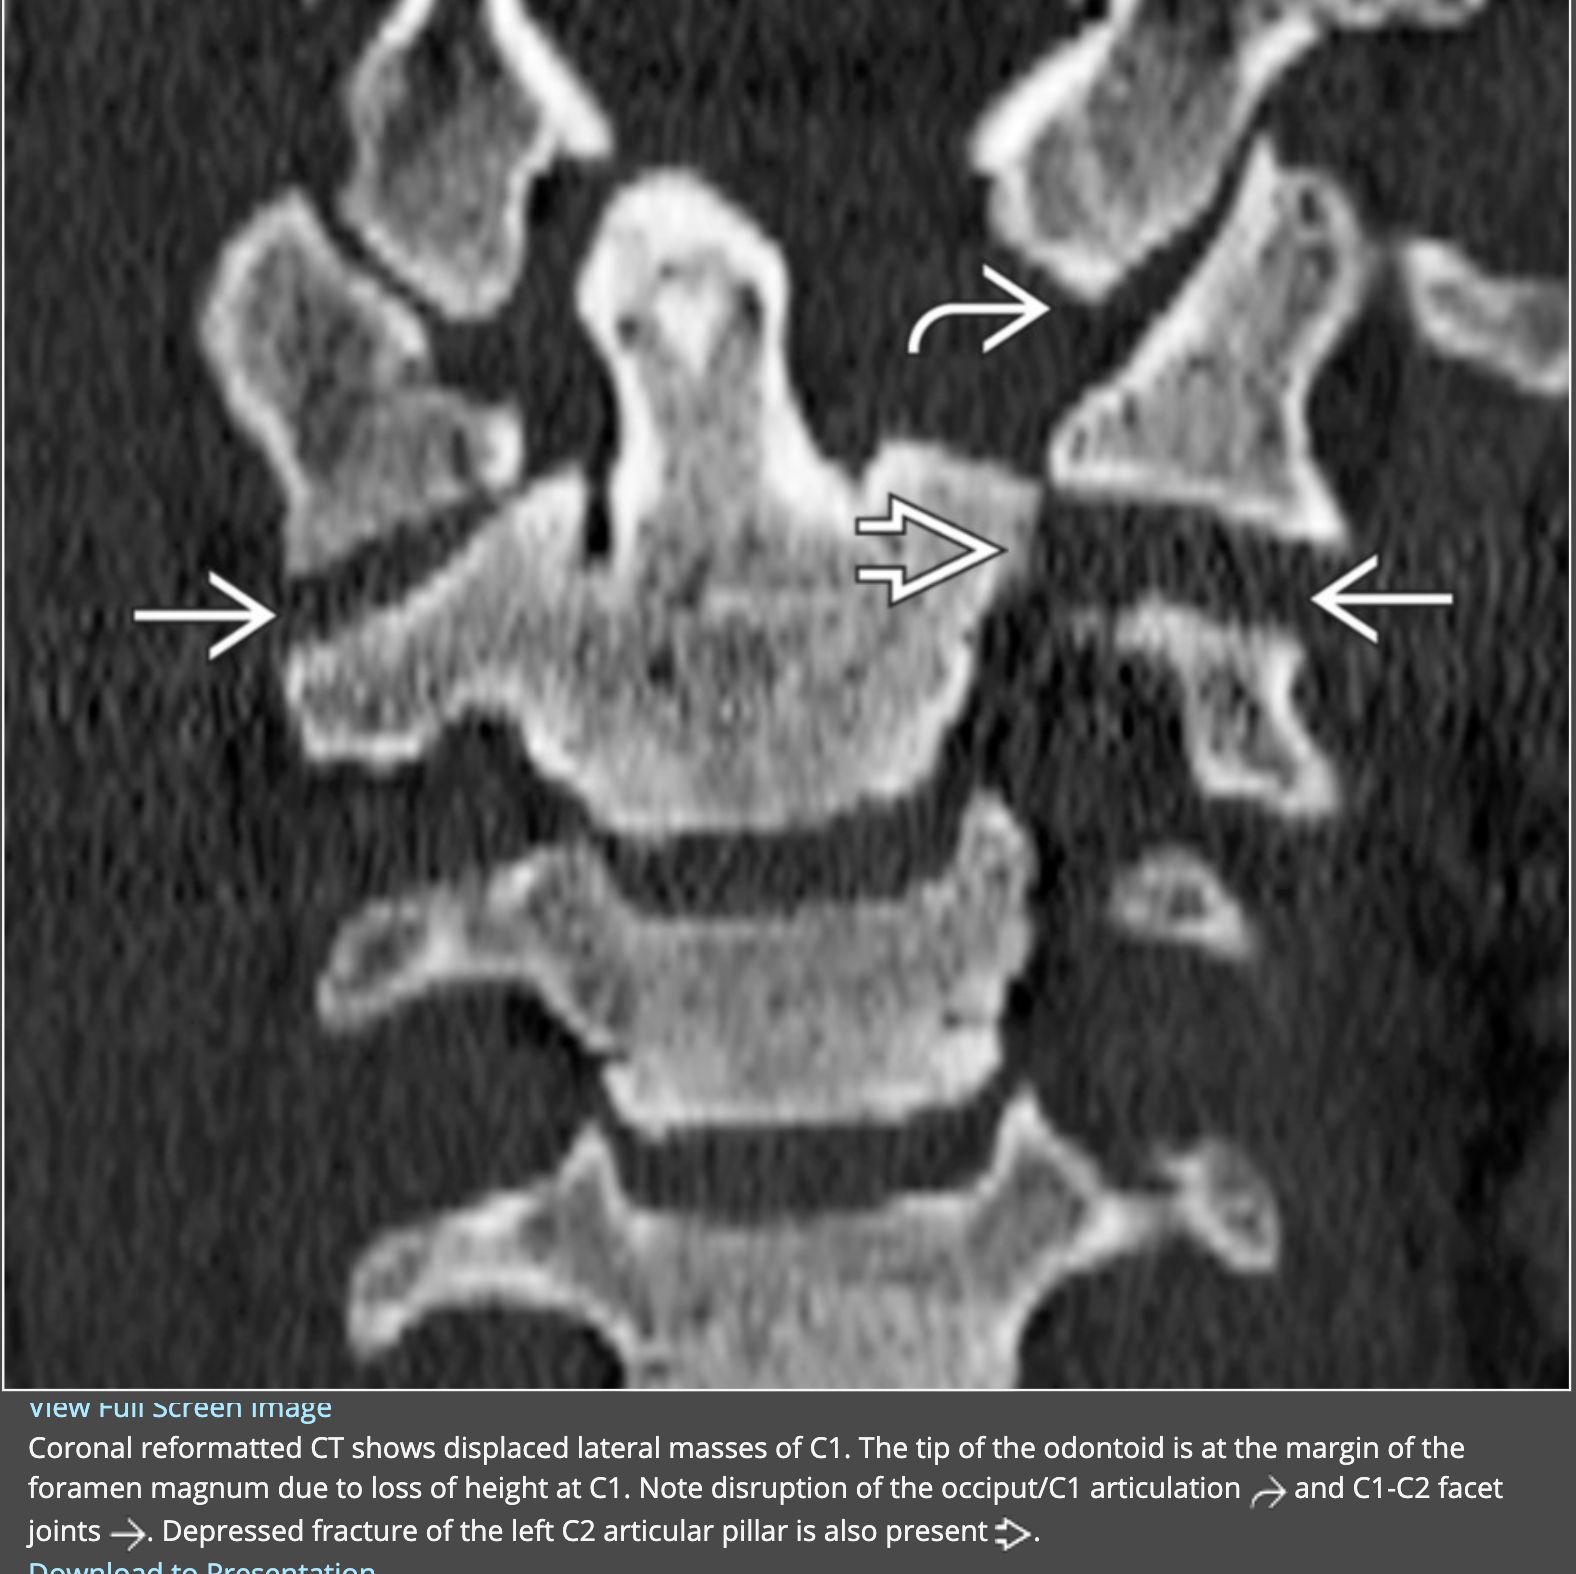 View Full Screen Image
Coronal reformatted CT shows displaced lateral masses of C1. The tip of the odontoid is at the margin of the
foramen magnum due to loss of height at C1. Note disruption of the occiput/C1 articulation and C1-C2 facet
joints . Depressed fracture of the left C2 articular pillar is also present .
Download to Presentation